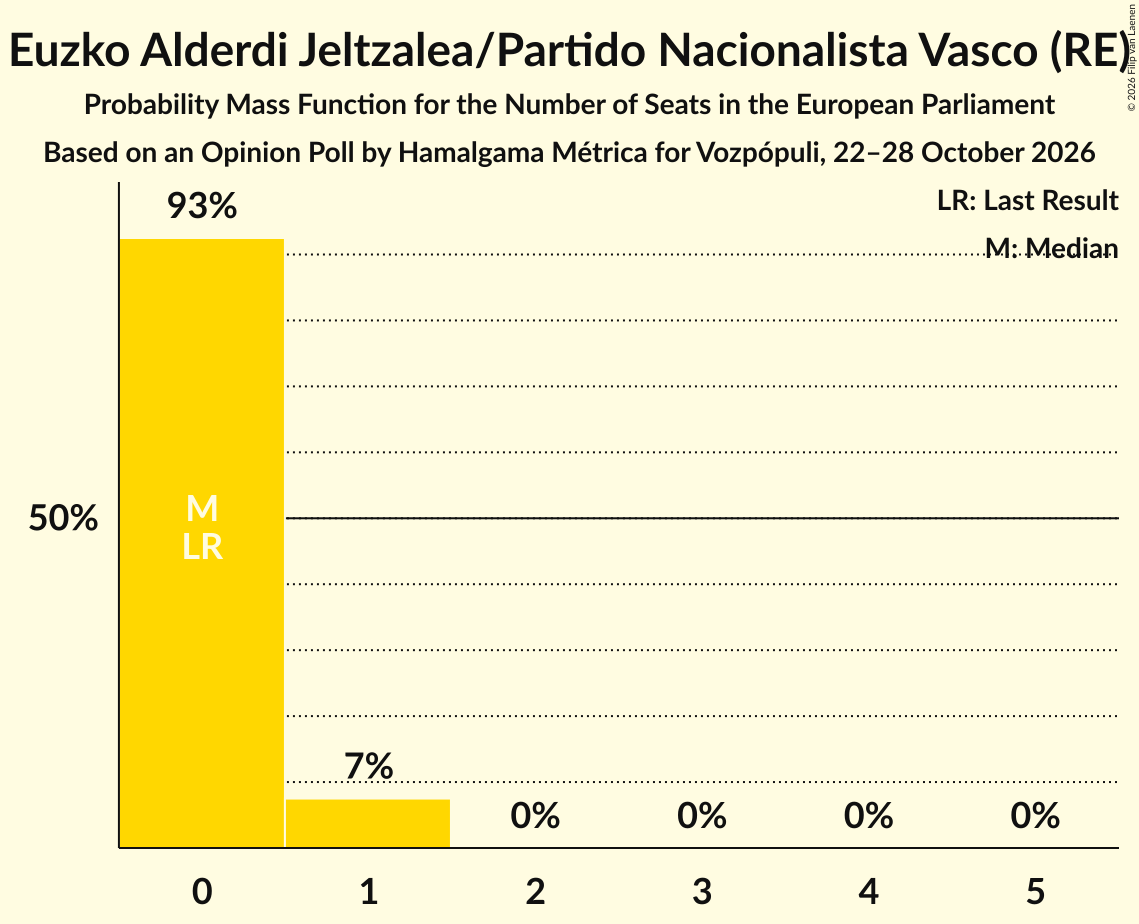 Euzko Alderdi Jeltzalea/Partido Nacionalista Vasco (RE)
Probability Mass Function for the Number of Seats in the European Parliament
Based on an Opinion Poll by Hamalgama Métrica for Vozpópuli, 22–28 October 2026
© 2026 Filip van Laenen
LR: Last Result
M: Median
93%
50%
M
LR
7%
0%
0%
0%
0%
0 1 2 3 4 5